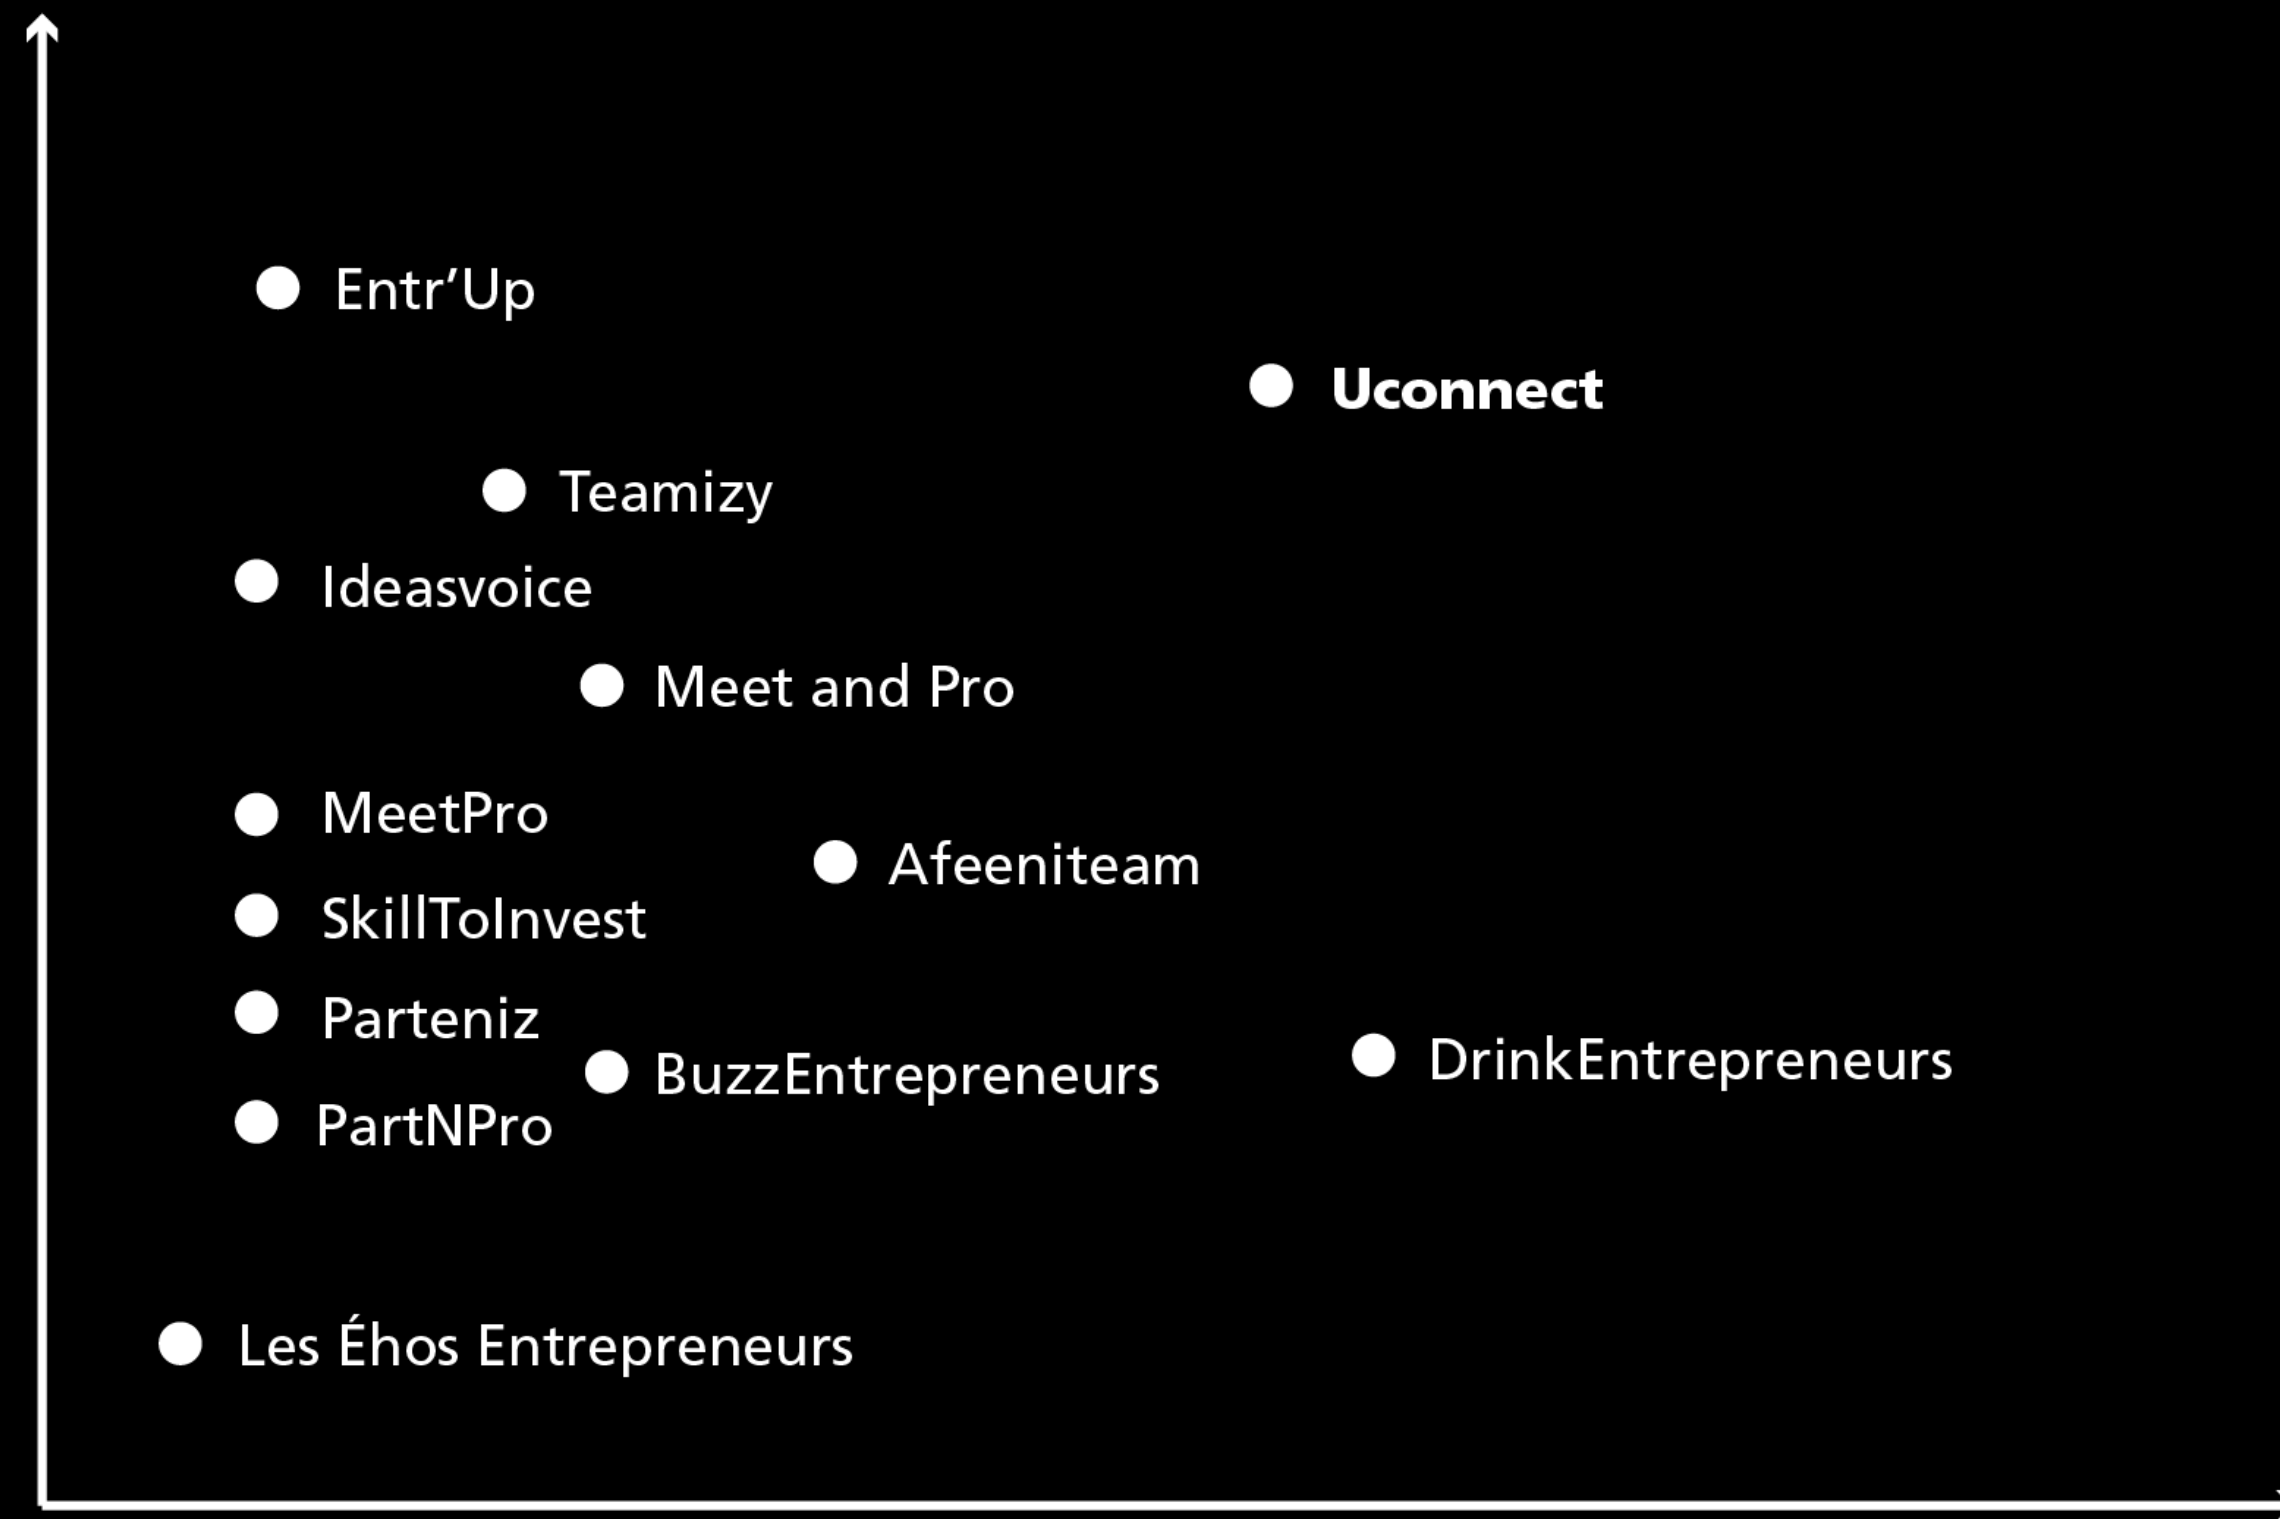 Entr’Up
Uconnect
Teamizy
Ideasvoice
Meet and Pro
MeetPro
Afeeniteam
SkillToInvest
Parteniz
DrinkEntrepreneurs
BuzzEntrepreneurs
PartNPro
Les Éhos Entrepreneurs